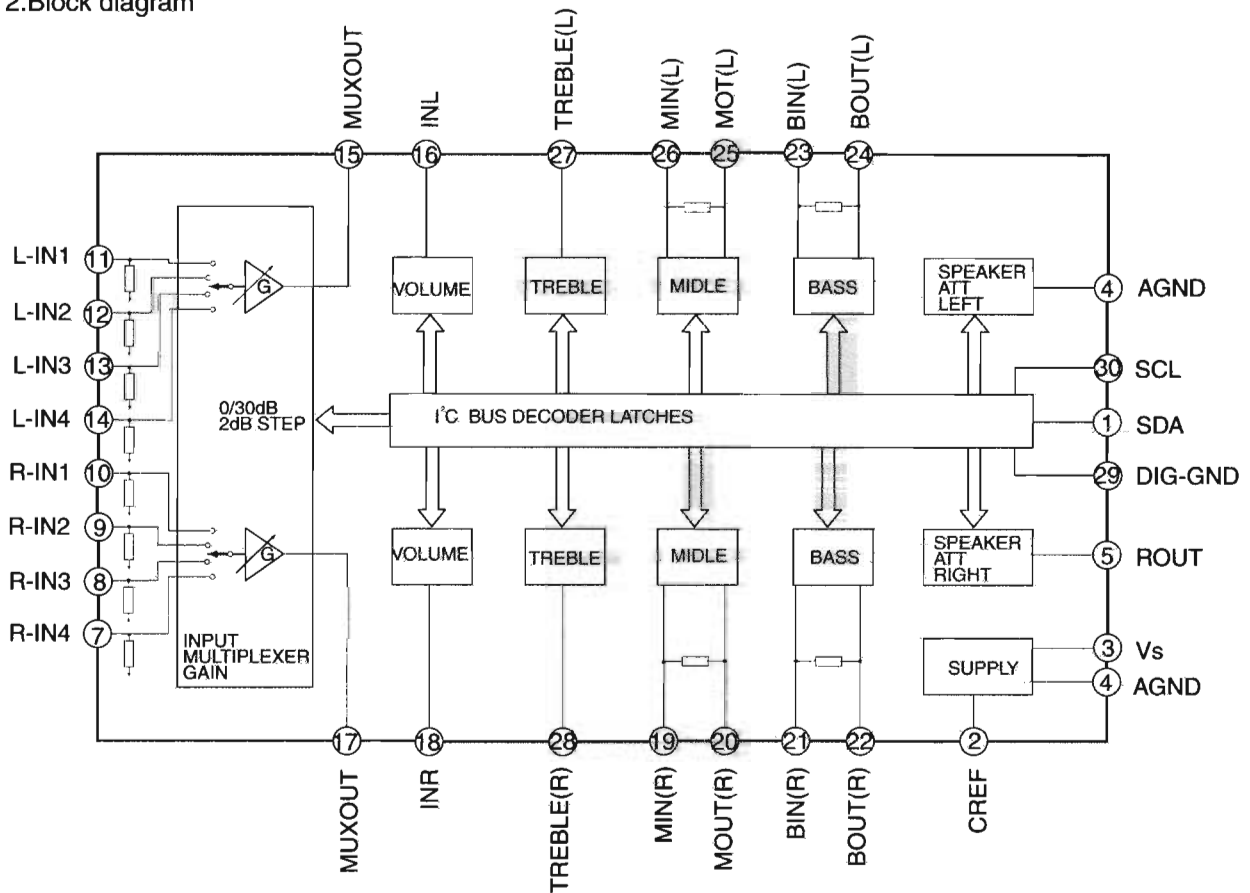 2.Block diagram
MUXOUT
INL
TREBLE(L)
MIN(L)
MOT(L)
BIN(L)
BOUT(L)
15
16
27
26
25
23
24
L-IN1
11
L-IN2
12
L-IN3
13
L-IN4
14
R-IN1
10
R-IN2
9
R-IN3
8
R-IN4
7
G
0/30dB
2dB STEP
G
INPUT
MULTIPLEXER
GAIN
VOLUME
TREBLE
MIDLE
BASS
SPEAKER
ATT
LEFT
I²C BUS DECODER LATCHES
VOLUME
TREBLE
MIDLE
BASS
SPEAKER
ATT
RIGHT
SUPPLY
4 AGND
30 SCL
1 SDA
29 DIG-GND
5 ROUT
3 Vs
4 AGND
17
18
28
19
20
21
22
2
MUXOUT
INR
TREBLE(R)
MIN(R)
MOUT(R)
BIN(R)
BOUT(R)
CREF